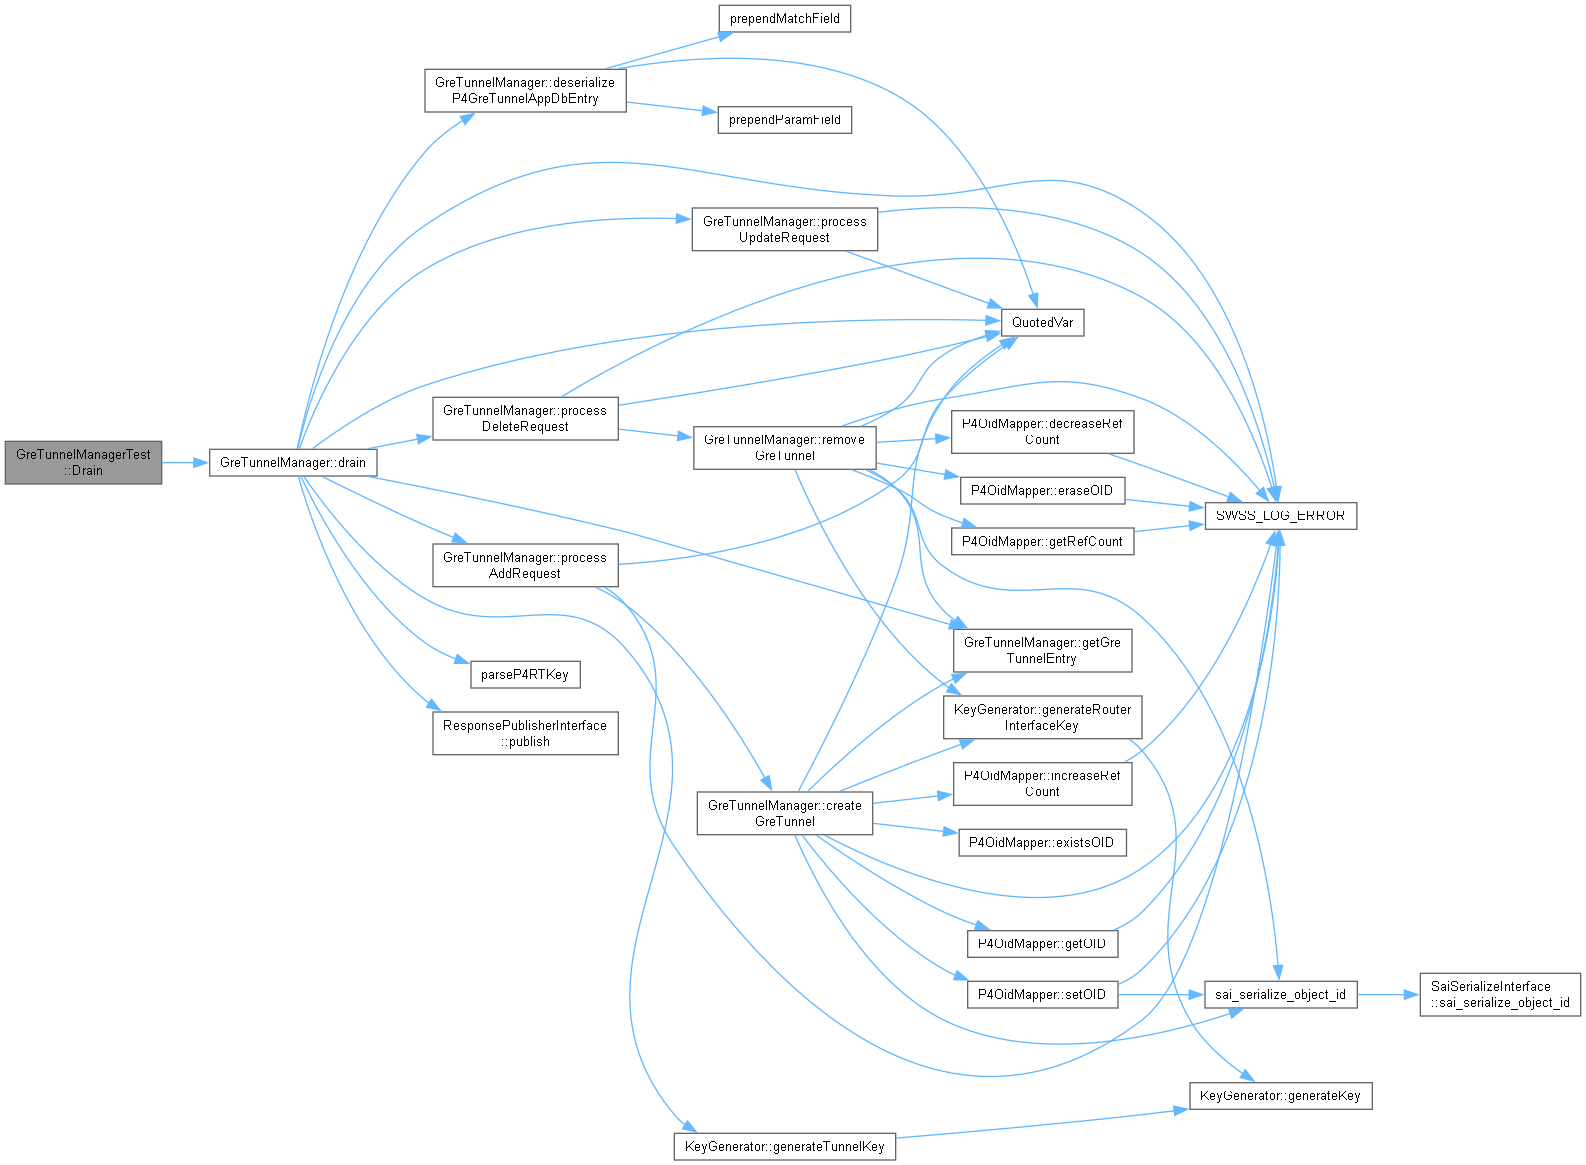 prependMatchField
GreTunnelManager::deserialize
P4GreTunnelAppDbEntry
prependParamField
GreTunnelManager::process
UpdateRequest
QuotedVar
GreTunnelManager::process
DeleteRequest
GreTunnelManager::remove
GreTunnel
P4OidMapper::decreaseRef
Count
GreTunnelManagerTest
::Drain
GreTunnelManager::drain
P4OidMapper::eraseOID
SWSS_LOG_ERROR
P4OidMapper::getRefCount
GreTunnelManager::process
AddRequest
GreTunnelManager::getGre
TunnelEntry
parseP4RTKey
KeyGenerator::generateRouter
InterfaceKey
ResponsePublisherInterface
::publish
P4OidMapper::increaseRef
Count
GreTunnelManager::create
GreTunnel
P4OidMapper::existsOID
P4OidMapper::getOID
P4OidMapper::setOID
sai_serialize_object_id
SaiSerializeInterface
::sai_serialize_object_id
KeyGenerator::generateKey
KeyGenerator::generateTunnelKey